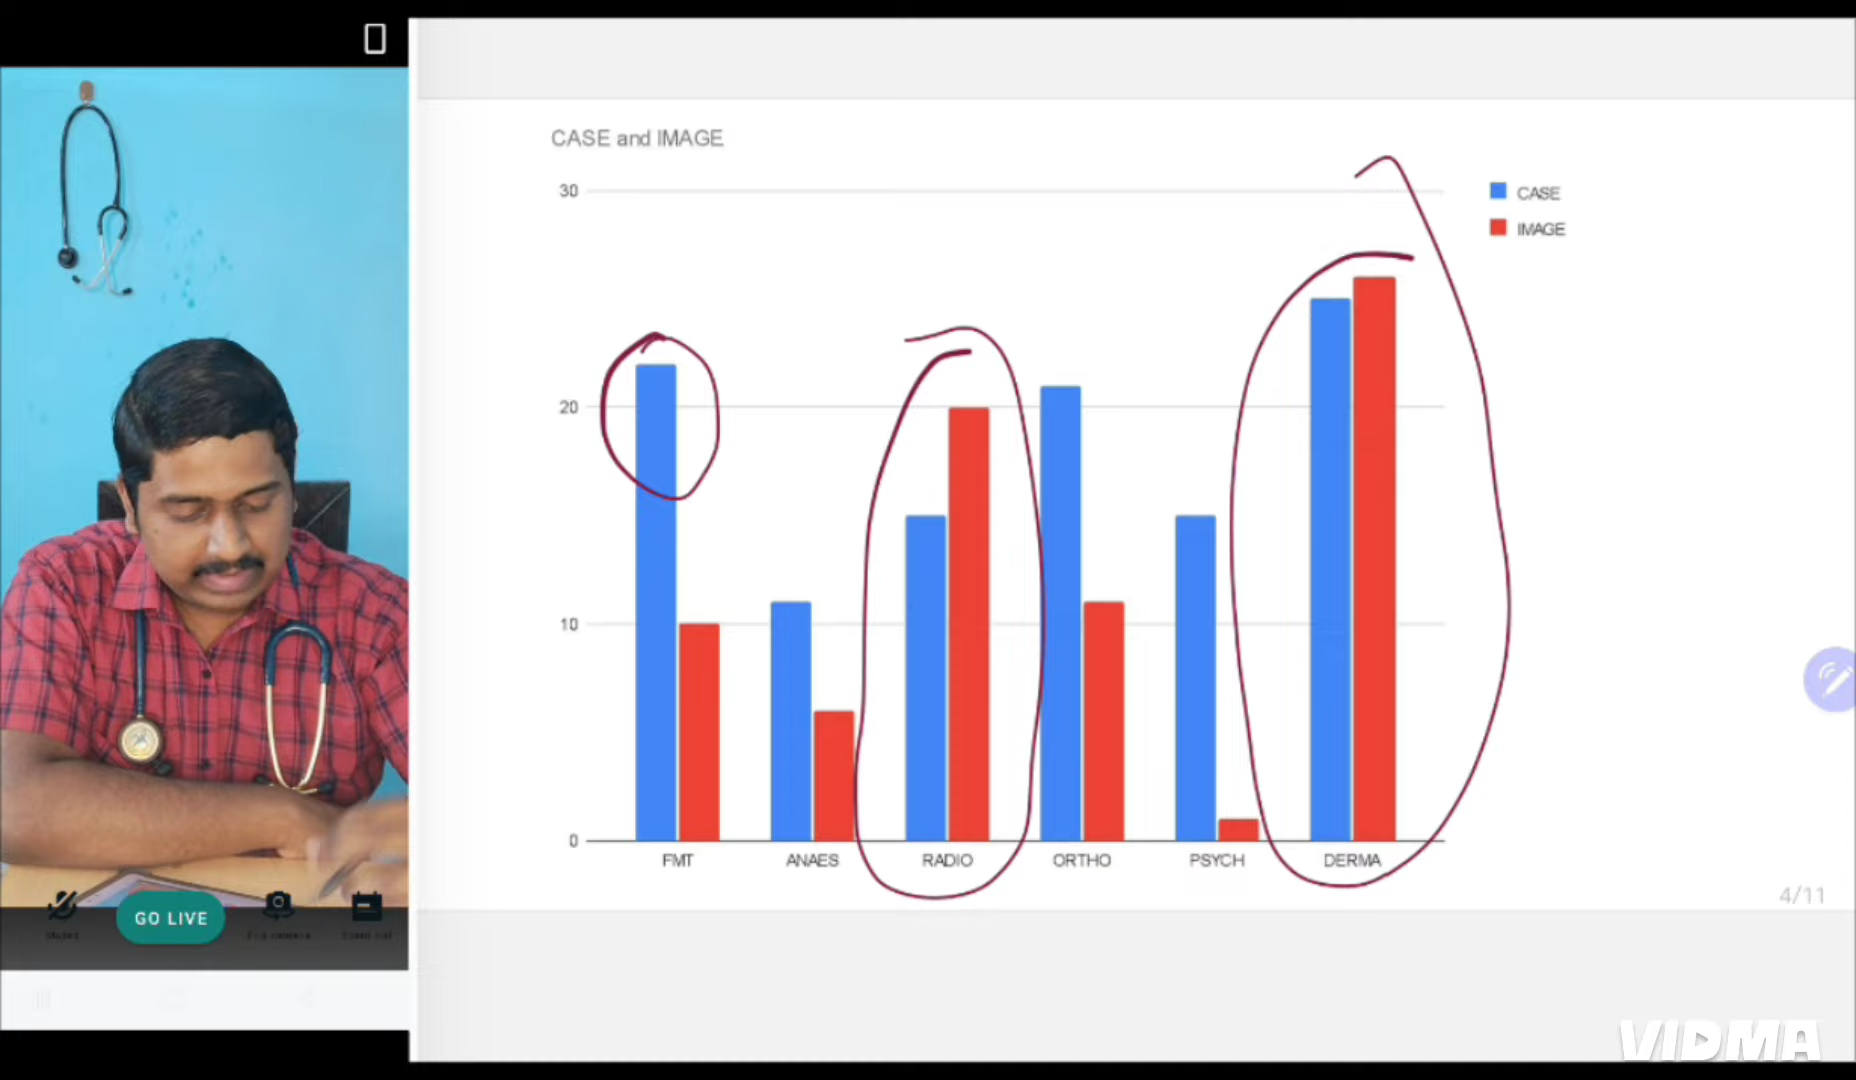 CASE and IMAGE
30
CASE
IMAGE
20
10
0
FMT ANAES RADIO ORTHO PSYCH DERMA
4/11
GO LIVE
VIDMA